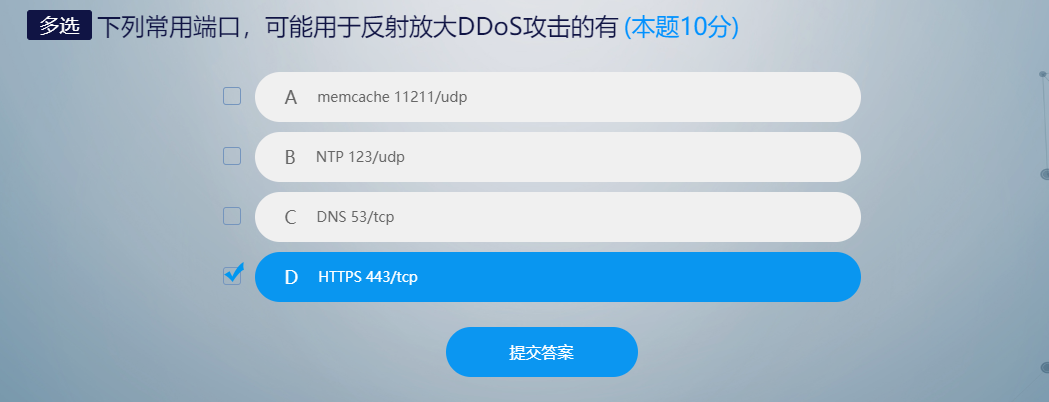 多选 下列常用端口，可能用于反射放大DDoS攻击的有 (本题10分)
A memcache 11211/udp
B NTP 123/udp
C DNS 53/tcp
D HTTPS 443/tcp
提交答案